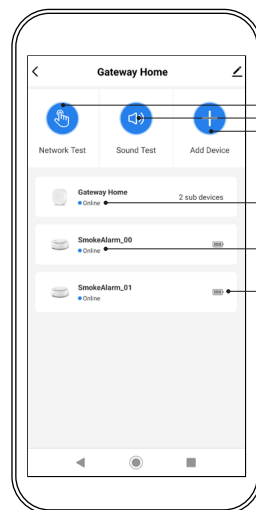 Gateway Home
Network Test
Sound Test
Add Device
Gateway Home
Online
2 sub devices
SmokeAlarm_00
Online
SmokeAlarm_01
Online